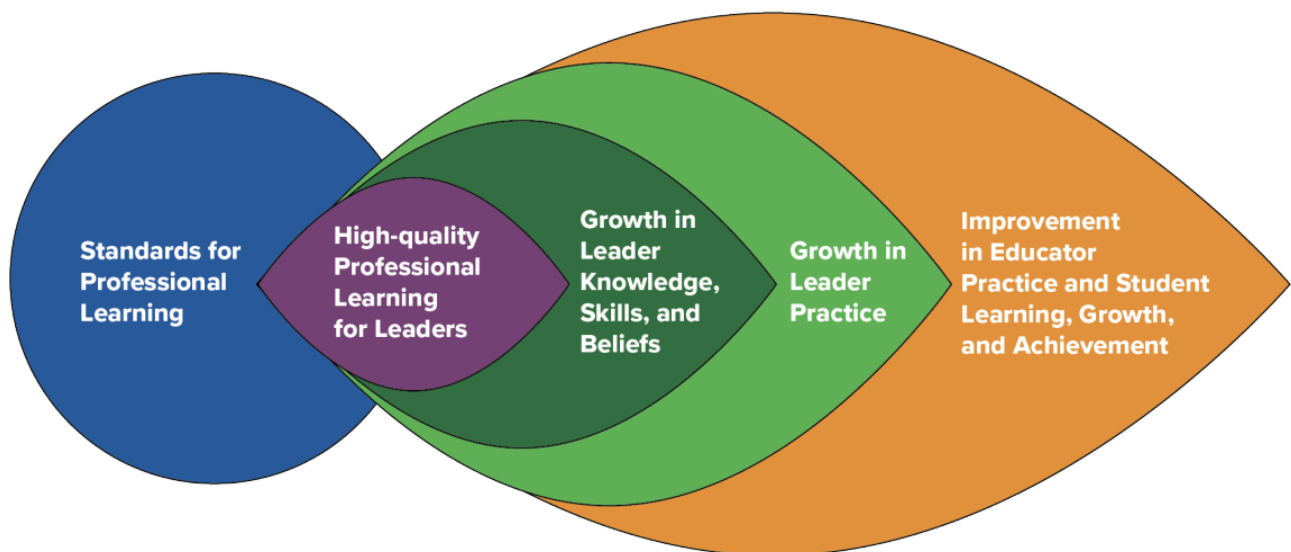 Standards for
Professional
Learning
High-quality
Professional
Learning
for Leaders
Growth in
Leader
Knowledge,
Skills, and
Beliefs
Growth in
Leader
Practice
Improvement
in Educator
Practice and Student
Learning, Growth,
and Achievement